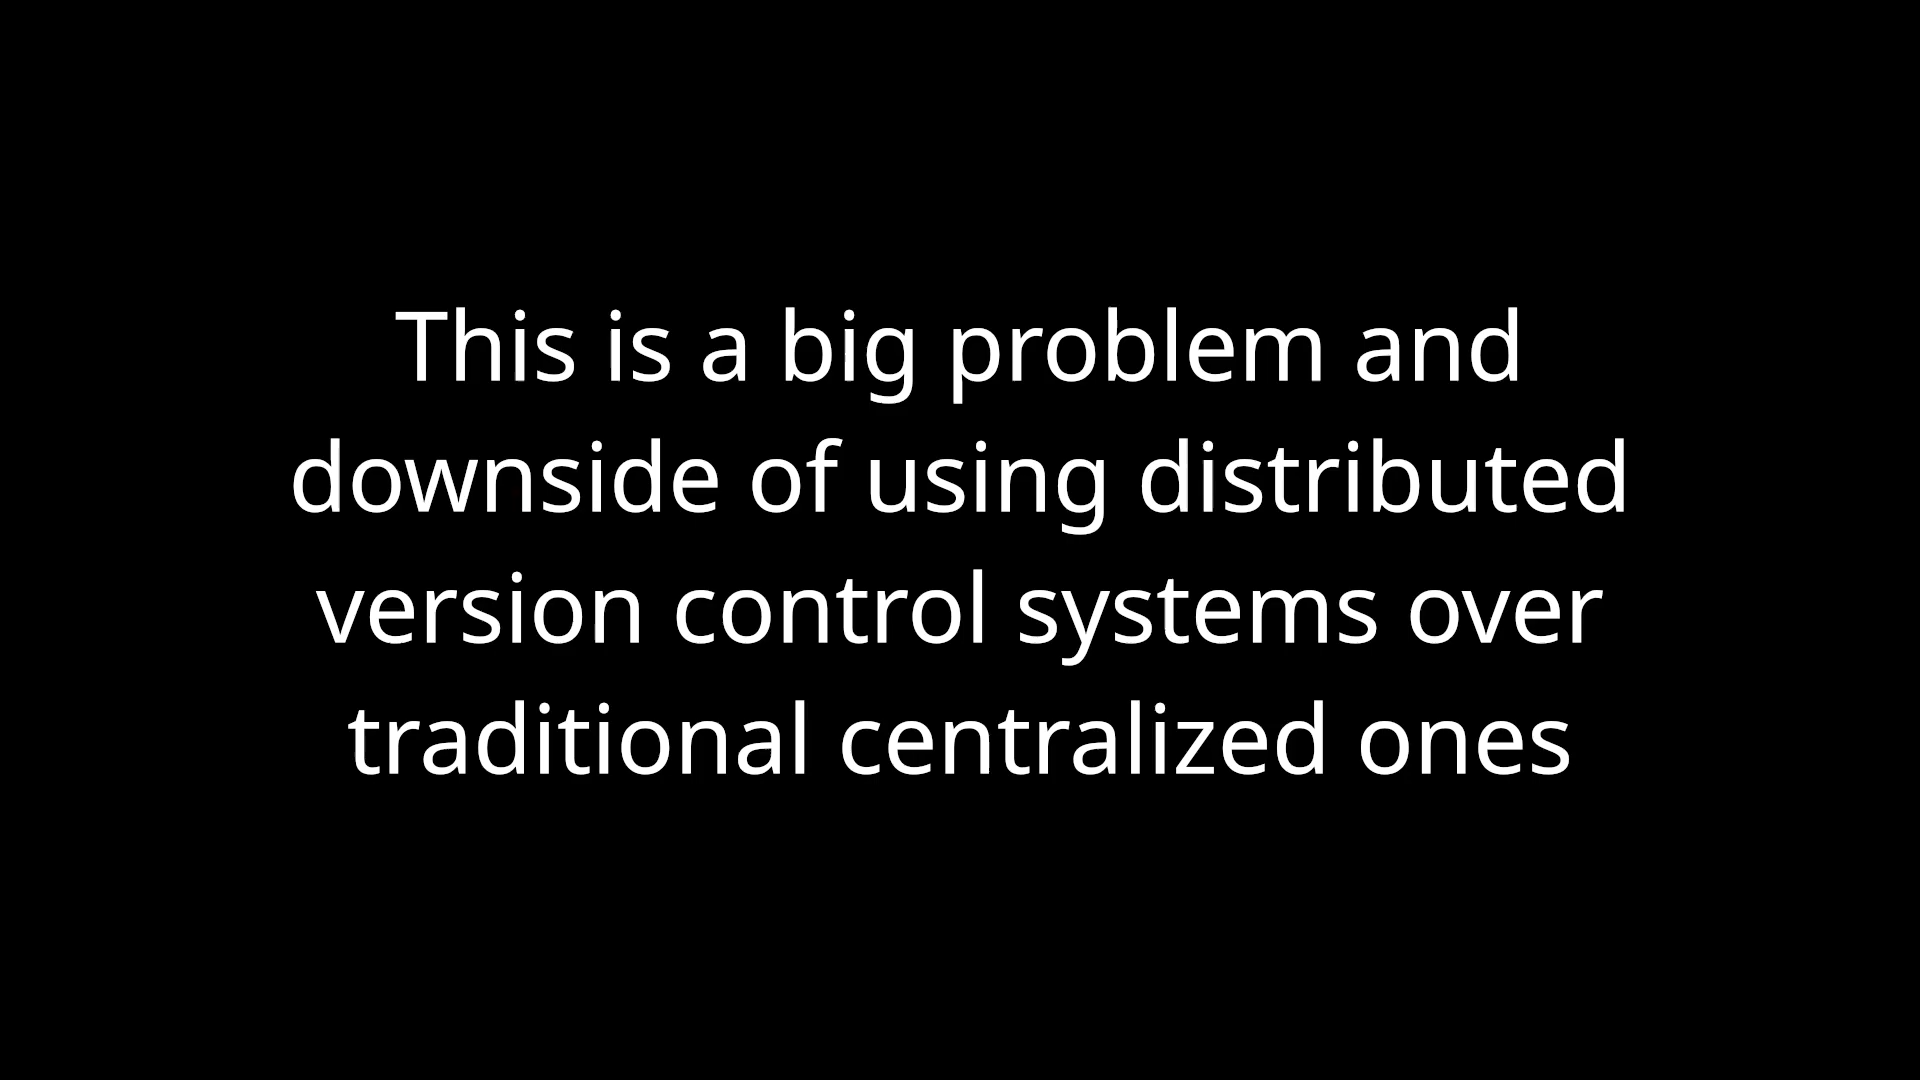 This is a big problem and
downside of using distributed
version control systems over
traditional centralized ones